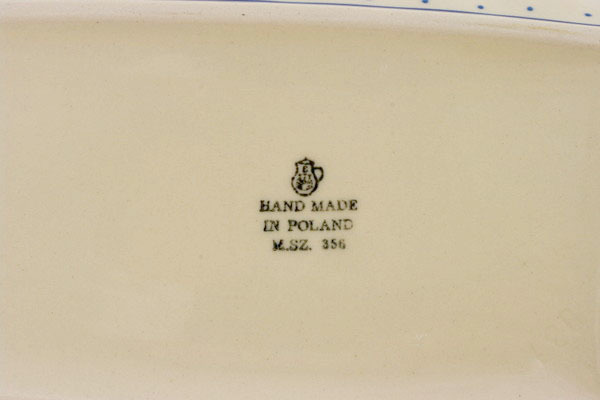 HAND MADE
IN POLAND
M.SZ. 356